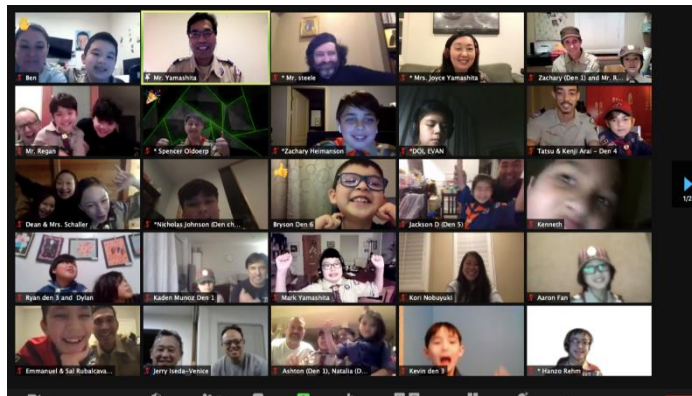 Ben
Mr. Yamashita
* Mr. steele
* Mrs. Joyce Yamashita
Zachary (Den 1) and Mr. R...
Mr. Regan
* Spencer Oldoerp
*Zachary Heimanson
*DOL EVAN
Tatsu & Kenji Arai - Den 4
Dean & Mrs. Schaller
*Nicholas Johnson (Den ch...
Bryson Den 6
Jackson D (Den 5)
Kenneth
1/2
Ryan den 3 and Dylan
Kaden Munoz Den 1
Mark Yamashita
Kori Nobuyuki
Aaron Fan
Emmanuel & Sal Rubalcava...
Jerry Iseda-Venice
Ashton (Den 1), Natalia (D...
Kevin den 3
* Hanzo Rehm